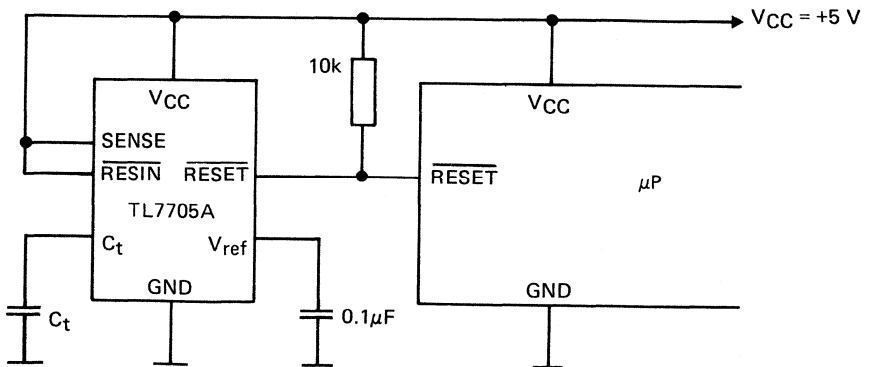 V_CC = +5 V
10k
V_CC
V_CC
SENSE
RESIN
RESET
RESET
µP
TL7705A
C_t
V_ref
GND
GND
C_t
0.1µF